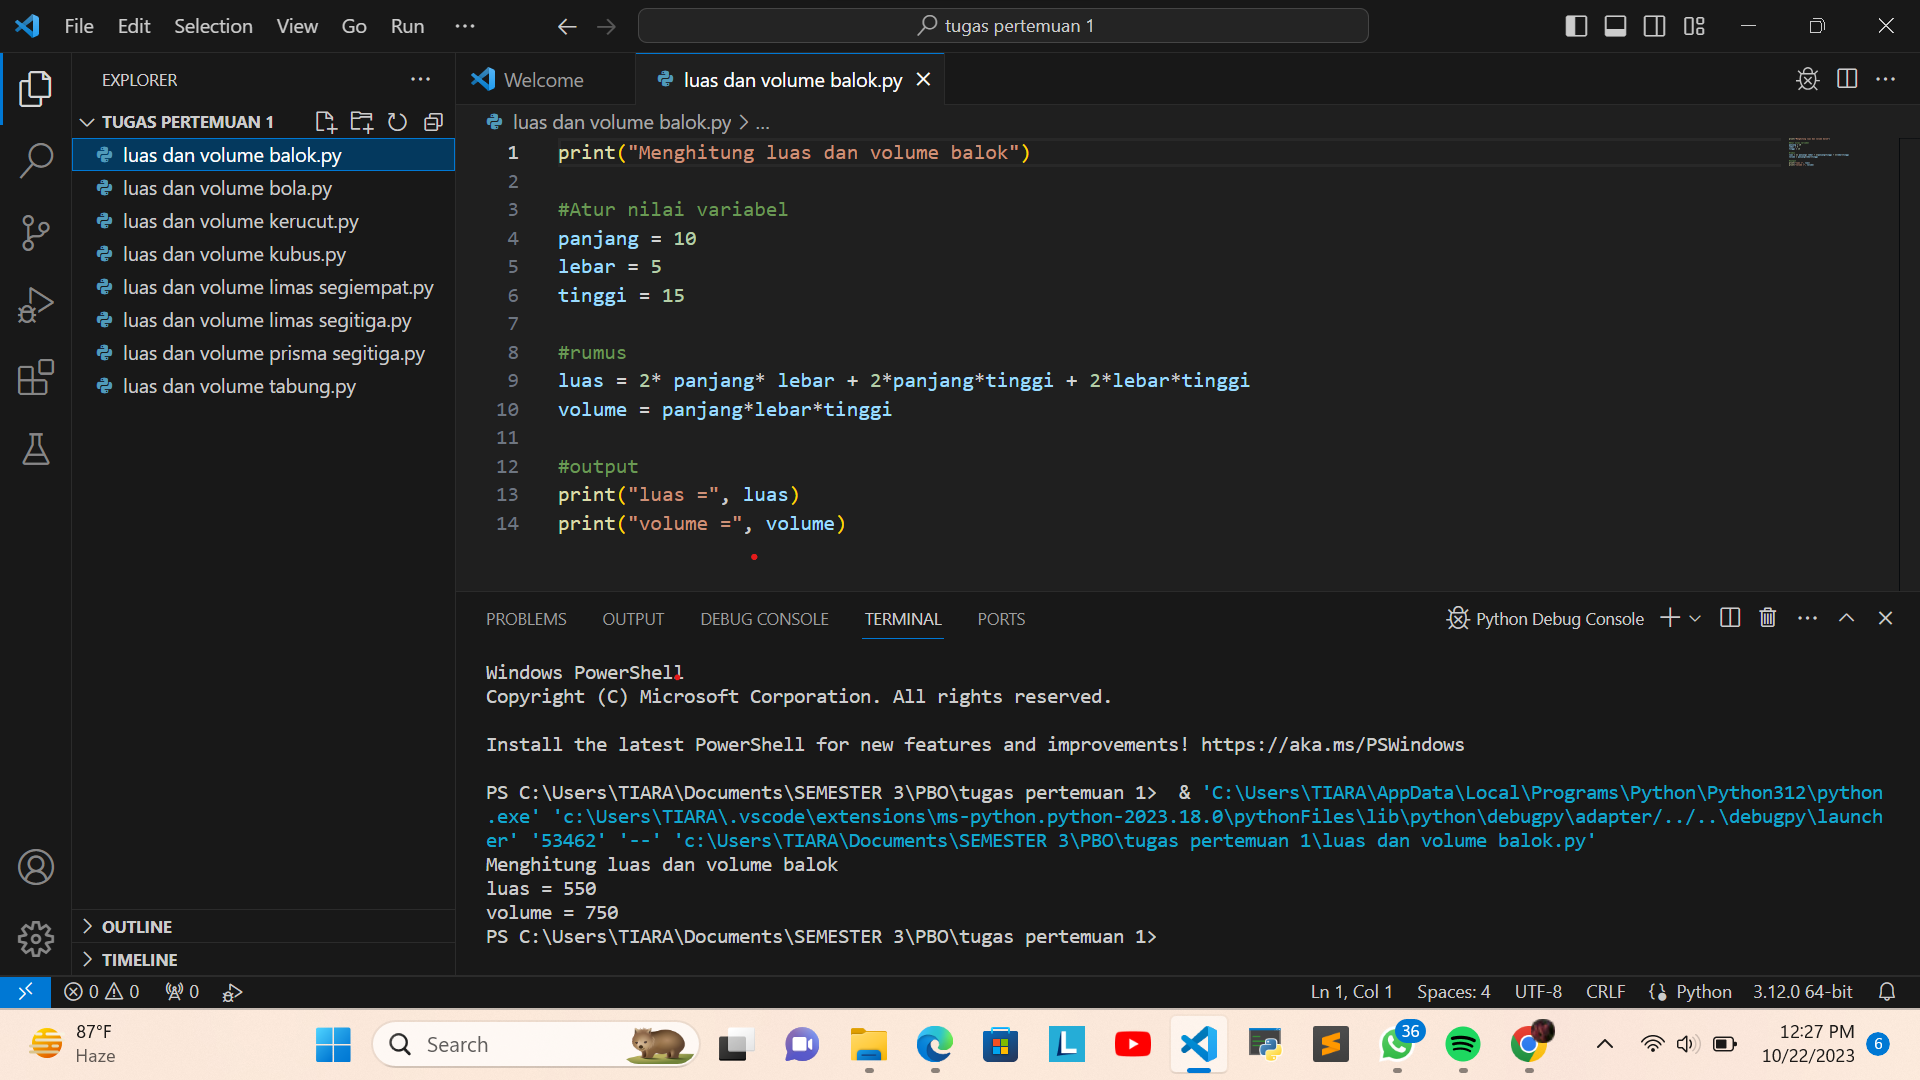 File Edit Selection View Go Run ···
tugas pertemuan 1
EXPLORER
TUGAS PERTEMUAN 1
luas dan volume balok.py
luas dan volume bola.py
luas dan volume kerucut.py
luas dan volume kubus.py
luas dan volume limas segiempat.py
luas dan volume limas segitiga.py
luas dan volume prisma segitiga.py
luas dan volume tabung.py
OUTLINE
TIMELINE
Welcome
luas dan volume balok.py
luas dan volume balok.py > ...
1 print("Menghitung luas dan volume balok")
2
3 #Atur nilai variabel
4 panjang = 10
5 lebar = 5
6 tinggi = 15
7
8 #rumus
9 luas = 2* panjang* lebar + 2*panjang*tinggi + 2*lebar*tinggi
10 volume = panjang*lebar*tinggi
11
12 #output
13 print("luas =", luas)
14 print("volume =", volume)
PROBLEMS OUTPUT DEBUG CONSOLE TERMINAL PORTS
Python Debug Console
Windows PowerShell
Copyright (C) Microsoft Corporation. All rights reserved.
Install the latest PowerShell for new features and improvements! https://aka.ms/PSWindows
PS C:\Users\TIARA\Documents\SEMESTER 3\PBO\tugas pertemuan 1>  & 'C:\Users\TIARA\AppData\Local\Programs\Python\Python312\python
.exe' 'c:\Users\TIARA\.vscode\extensions\ms-python.python-2023.18.0\pythonFiles\lib\python\debugpy\adapter/../..\debugpy\launch
er' '53462' '--' 'c:\Users\TIARA\Documents\SEMESTER 3\PBO\tugas pertemuan 1\luas dan volume balok.py'
Menghitung luas dan volume balok
luas = 550
volume = 750
PS C:\Users\TIARA\Documents\SEMESTER 3\PBO\tugas pertemuan 1>
0 0 0
Ln 1, Col 1 Spaces: 4 UTF-8 CRLF Python 3.12.0 64-bit
87°F
Haze
Search
L
36
12:27 PM
10/22/2023
6